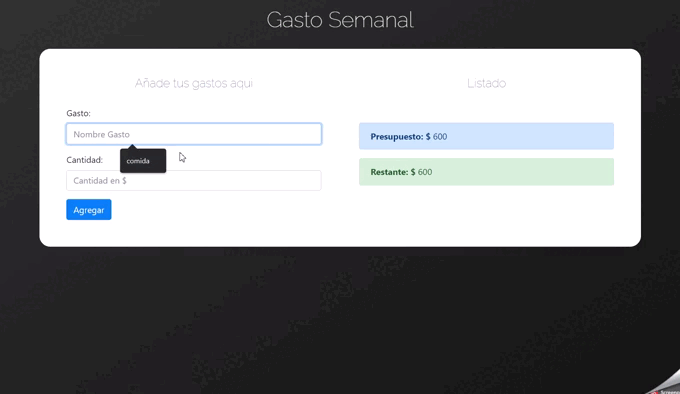 Gasto Semanal
Añade tus gastos aqui
Gasto:
Nombre Gasto
comida
Cantidad:
Cantidad en $
Agregar
Listado
Presupuesto: $ 600
Restante: $ 600